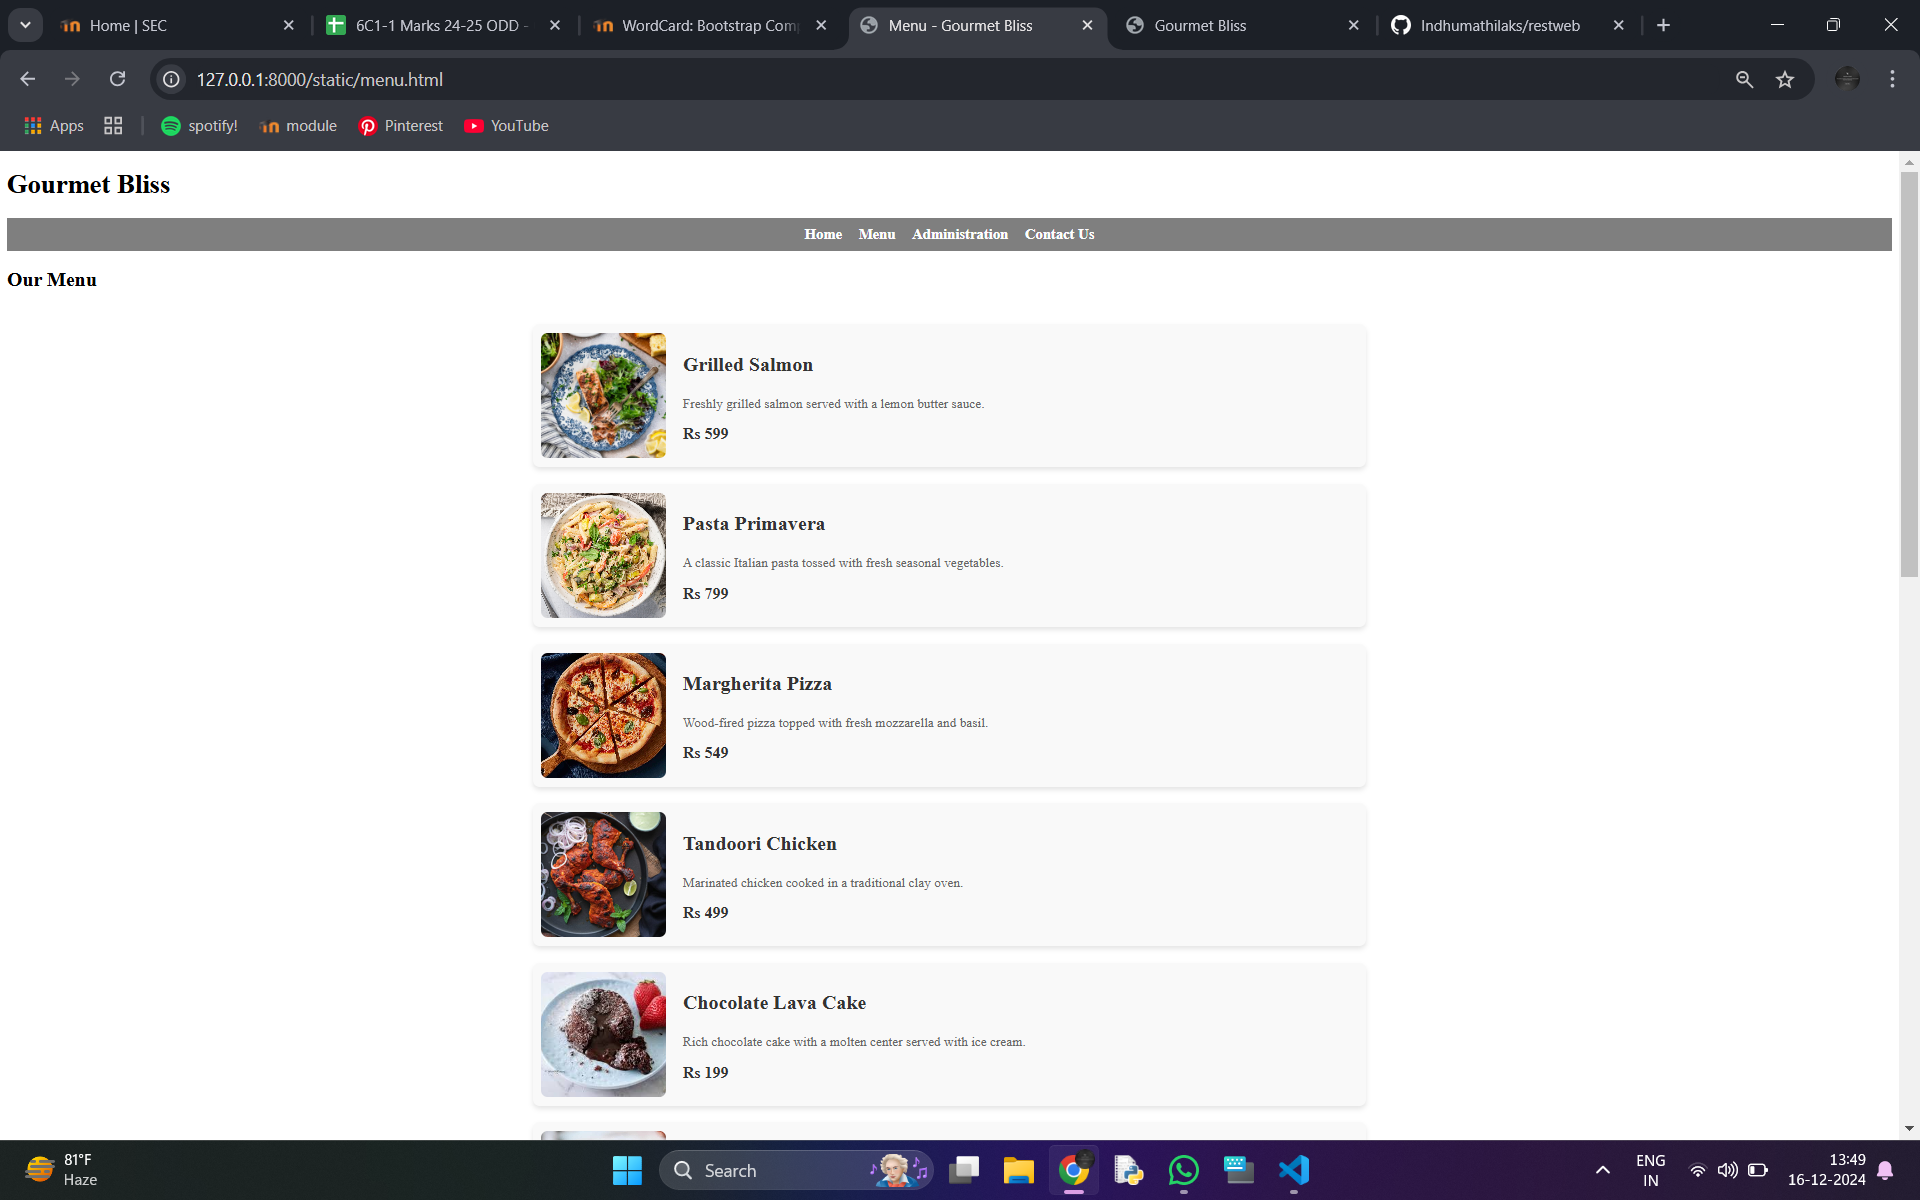 Home | SEC
6C1-1 Marks 24-25 ODD -
WordCard: Bootstrap Com
Menu - Gourmet Bliss
Gourmet Bliss
Indhumathilaks/restweb
127.0.0.1:8000/static/menu.html
Apps
spotify!
module
Pinterest
YouTube
Gourmet Bliss
Home Menu Administration Contact Us
Our Menu
Grilled Salmon
Freshly grilled salmon served with a lemon butter sauce.
Rs 599
Pasta Primavera
A classic Italian pasta tossed with fresh seasonal vegetables.
Rs 799
Margherita Pizza
Wood-fired pizza topped with fresh mozzarella and basil.
Rs 549
Tandoori Chicken
Marinated chicken cooked in a traditional clay oven.
Rs 499
Chocolate Lava Cake
Rich chocolate cake with a molten center served with ice cream.
Rs 199
81°F
Haze
Search
ENG
IN
13:49
16-12-2024